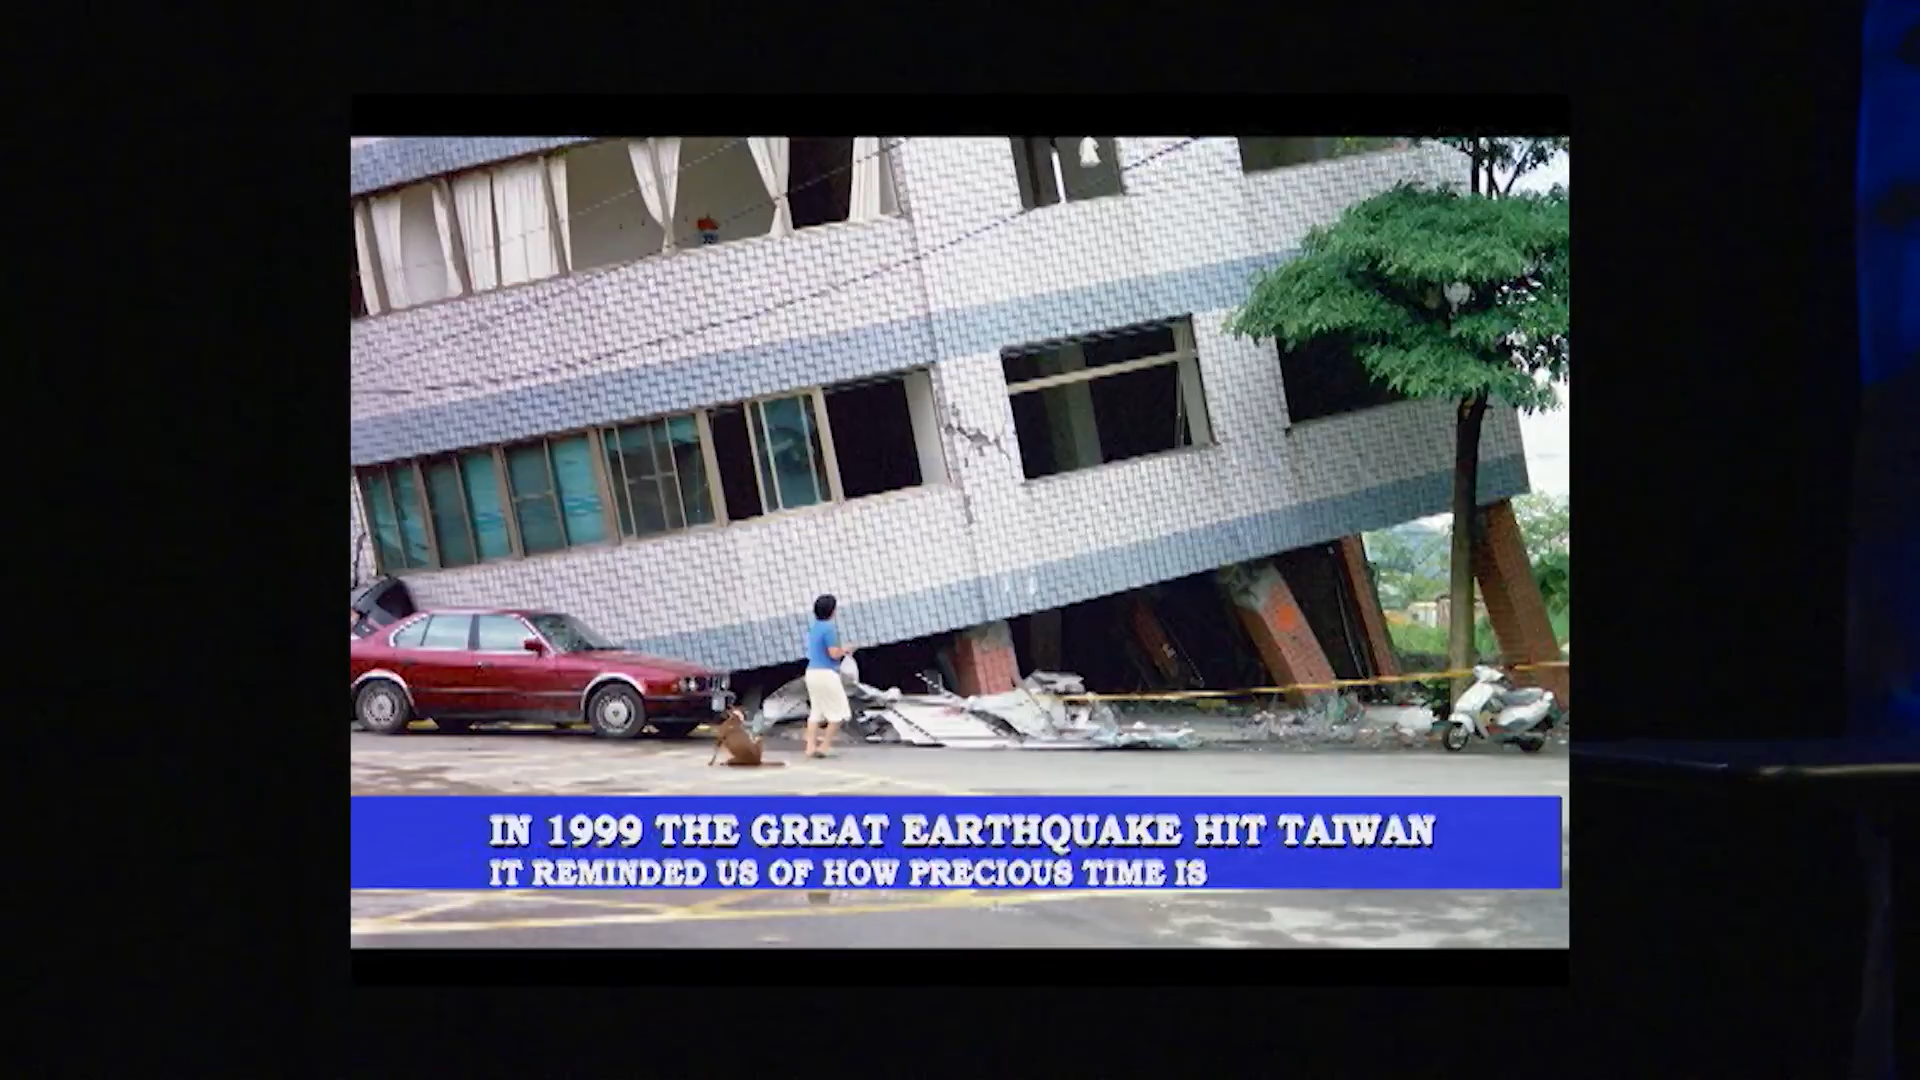 IN 1999 THE GREAT EARTHQUAKE HIT TAIWAN
IT REMINDED US OF HOW PRECIOUS TIME IS